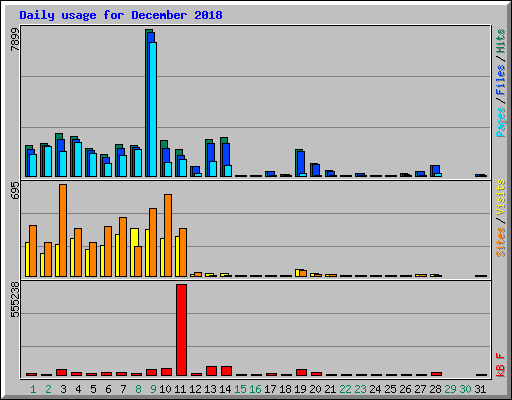 Daily usage for December 2018
7899
Pages / Files / Hits
695
Sites / Visits
555238
kB F
1 2 3 4 5 6 7 8 9 10 11 12 13 14 15 16 17 18 19 20 21 22 23 24 25 26 27 28 29 30 31